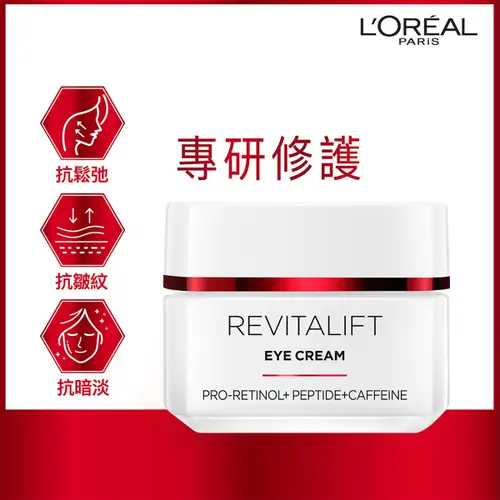 L'ORÉAL
PARiS
專研修護
抗鬆弛
抗皺紋
抗暗淡
REVITALIFT
EYE CREAM
PRO-RETINOL+ PEPTIDE+CAFFEINE